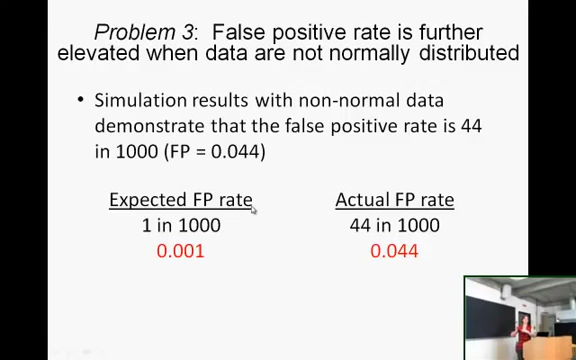 Problem 3: False positive rate is further
elevated when data are not normally distributed
• Simulation results with non-normal data
demonstrate that the false positive rate is 44
in 1000 (FP = 0.044)
Expected FP rate
1 in 1000
0.001
Actual FP rate
44 in 1000
0.044